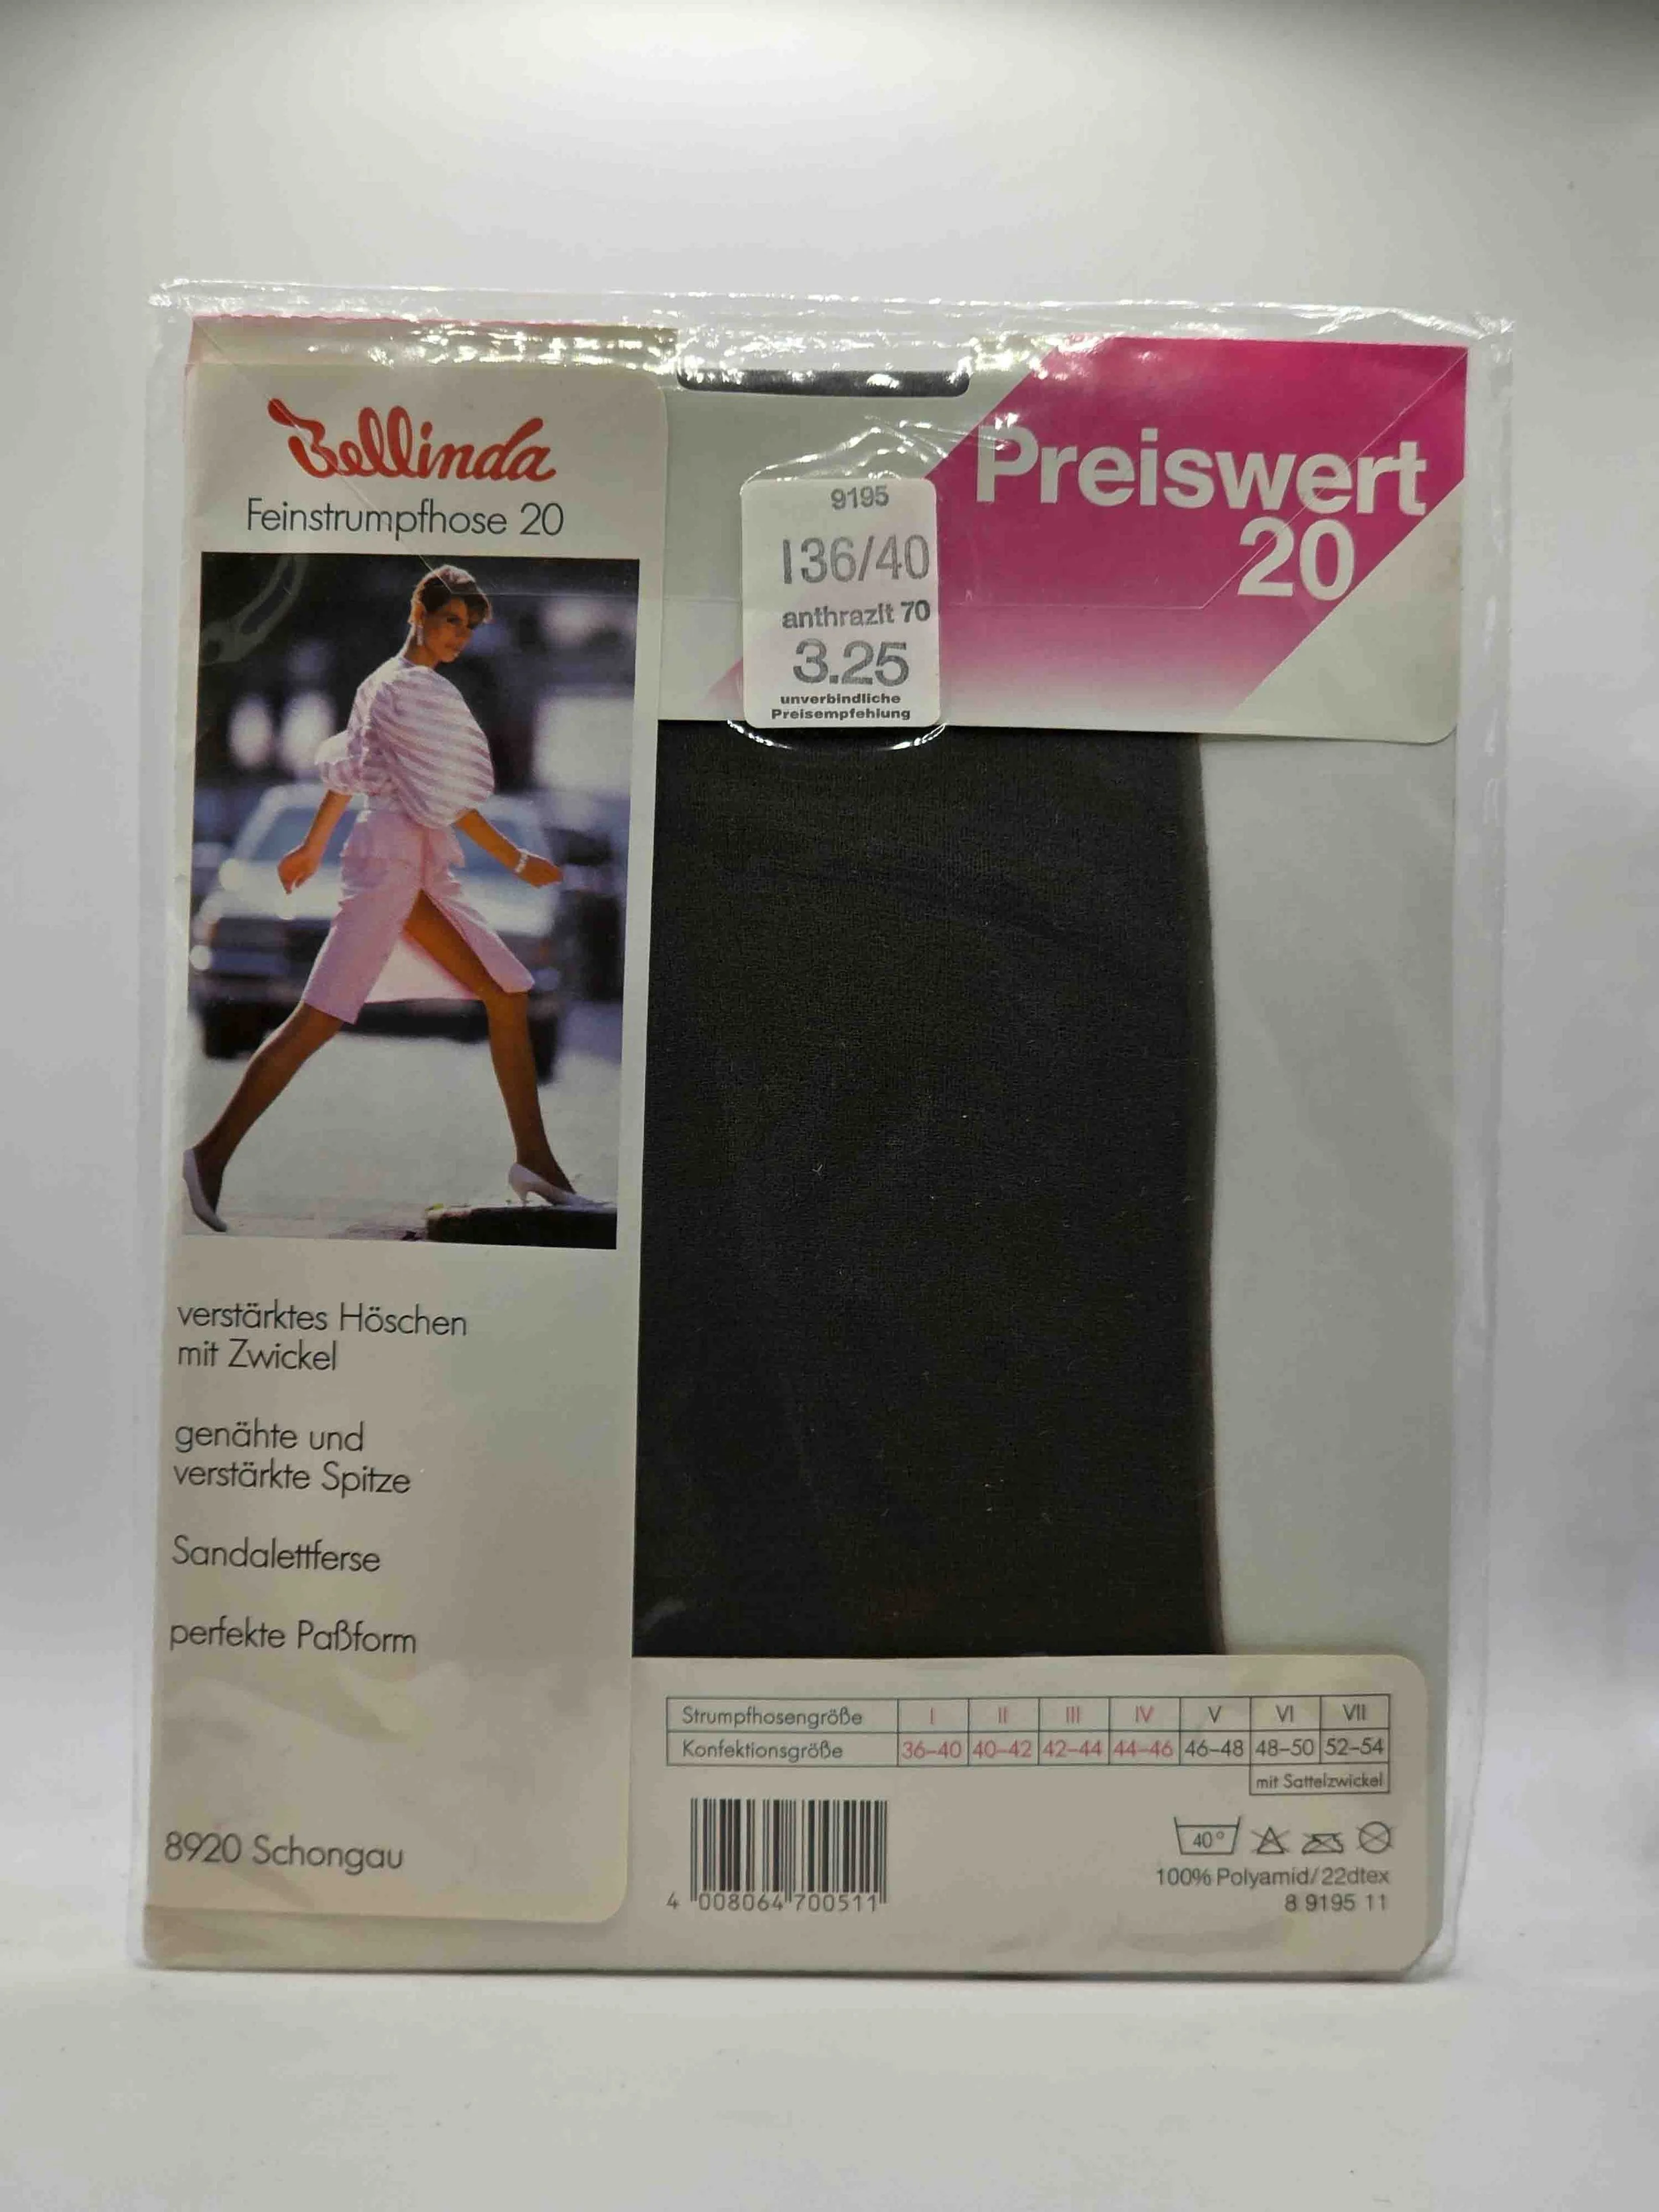 Bellinda
Feinstrumpfhose 20
Preiswert
20
9195
I 36/40
anthrazit 70
3.25
unverbindliche
Preisempfehlung
verstärktes Höschen
mit Zwickel
genähte und
verstärkte Spitze
Sandalettferse
perfekte Paßform
8920 Schongau
Strumpfhosengröße I II III IV V VI VII
Konfektionsgröße 36–40 40–42 42–44 44–46 46–48 48–50 52–54
mit Sattelzwickel
40°
100% Polyamid/22dtex
8 9195 11
4 008064 700511